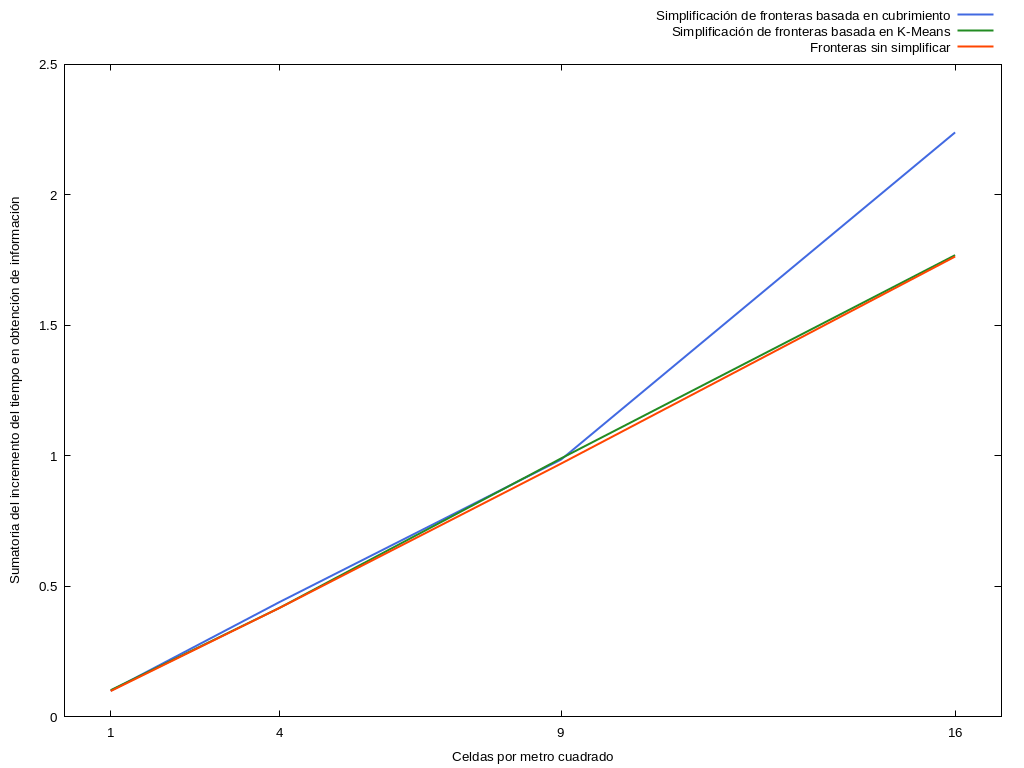 Simplificación de fronteras basada en cubrimiento
Simplificación de fronteras basada en K-Means
Fronteras sin simplificar
2.5
2
1.5
1
0.5
0
Sumatoria del incremento del tiempo en obtención de información
1 4 9 16
Celdas por metro cuadrado